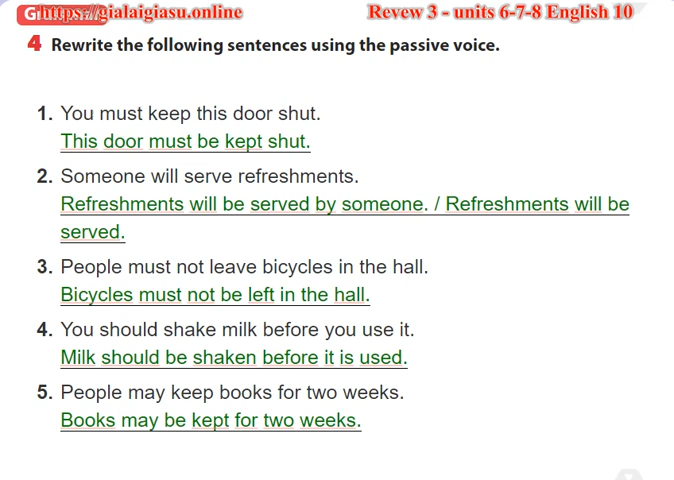 https://gialaigiasu.online
Revew 3 - units 6-7-8 English 10
4 Rewrite the following sentences using the passive voice.
1. You must keep this door shut.
This door must be kept shut.
2. Someone will serve refreshments.
Refreshments will be served by someone. / Refreshments will be
served.
3. People must not leave bicycles in the hall.
Bicycles must not be left in the hall.
4. You should shake milk before you use it.
Milk should be shaken before it is used.
5. People may keep books for two weeks.
Books may be kept for two weeks.